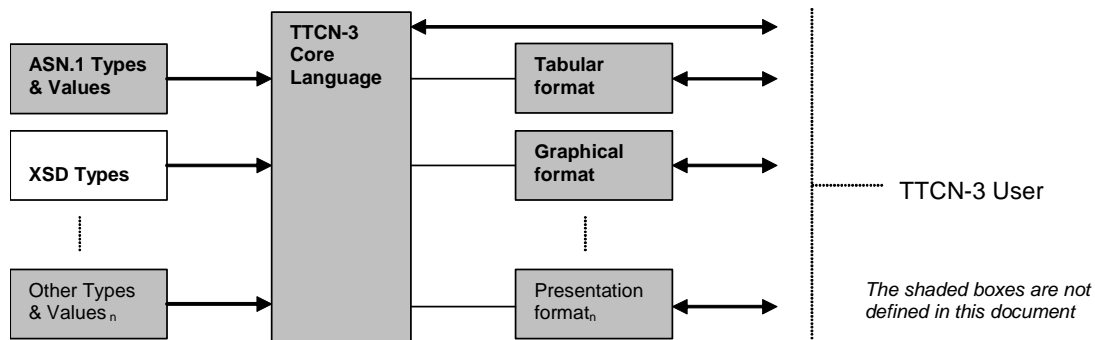 TTCN-3
Core
Language
ASN.1 Types
& Values
Tabular
format
XSD Types
Graphical
format
TTCN-3 User
Other Types
& Values n
Presentation
formatn
The shaded boxes are not
defined in this document